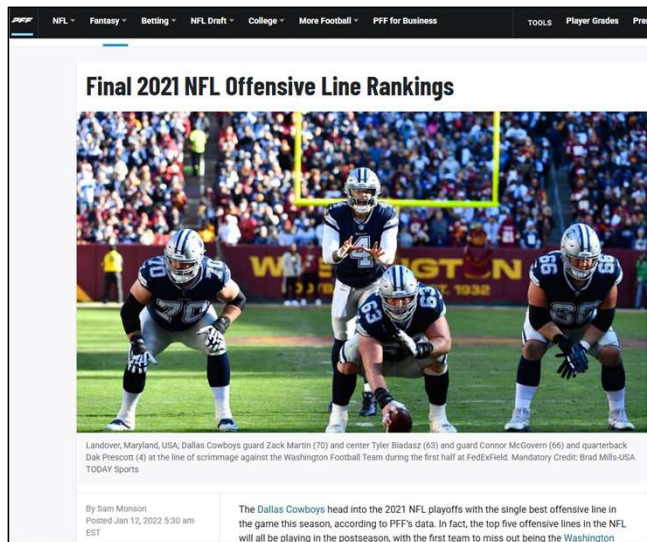 PFF NFL Fantasy Betting NFL Draft College More Football PFF for Business TOOLS Player Grades
Final 2021 NFL Offensive Line Rankings
70 70 4 63 63 66 66
Landover, Maryland, USA; Dallas Cowboys guard Zack Martin (70) and center Tyler Biadasz (63) and guard Connor McGovern (66) and quarterback
Dak Prescott (4) at the line of scrimmage against the Washington Football Team during the first half at FedExField. Mandatory Credit: Brad Mills-USA
TODAY Sports
By Sam Monson
Posted Jan 12, 2022 5:30 am
EST
The Dallas Cowboys head into the 2021 NFL playoffs with the single best offensive line in
the game this season, according to PFF's data. In fact, the top five offensive lines in the NFL
will all be playing in the postseason, with the first team to miss out being the Washington